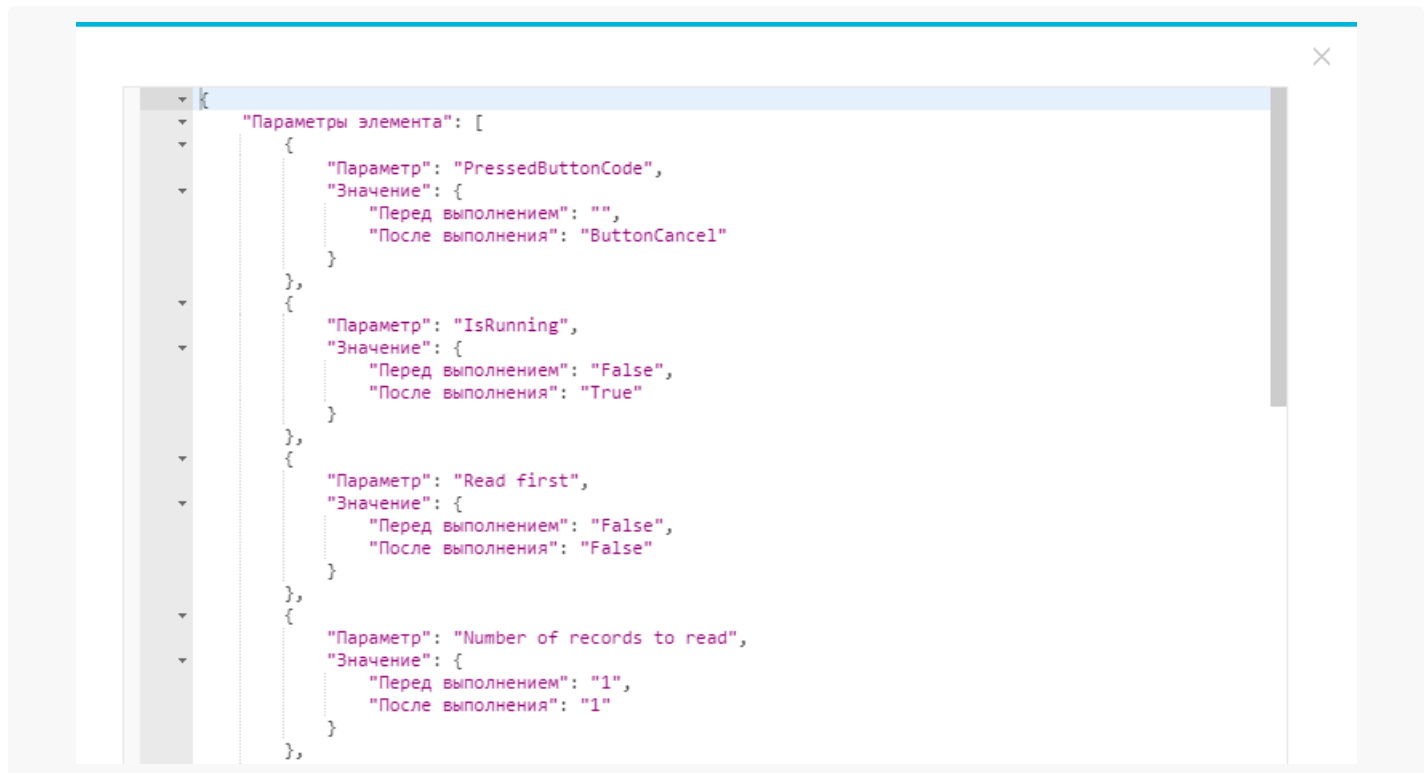 {
"Параметры элемента": [
{
"Параметр": "PressedButtonCode",
"Значение": {
"Перед выполнением": "",
"После выполнения": "ButtonCancel"
}
},
{
"Параметр": "IsRunning",
"Значение": {
"Перед выполнением": "False",
"После выполнения": "True"
}
},
{
"Параметр": "Read first",
"Значение": {
"Перед выполнением": "False",
"После выполнения": "False"
}
},
{
"Параметр": "Number of records to read",
"Значение": {
"Перед выполнением": "1",
"После выполнения": "1"
}
},